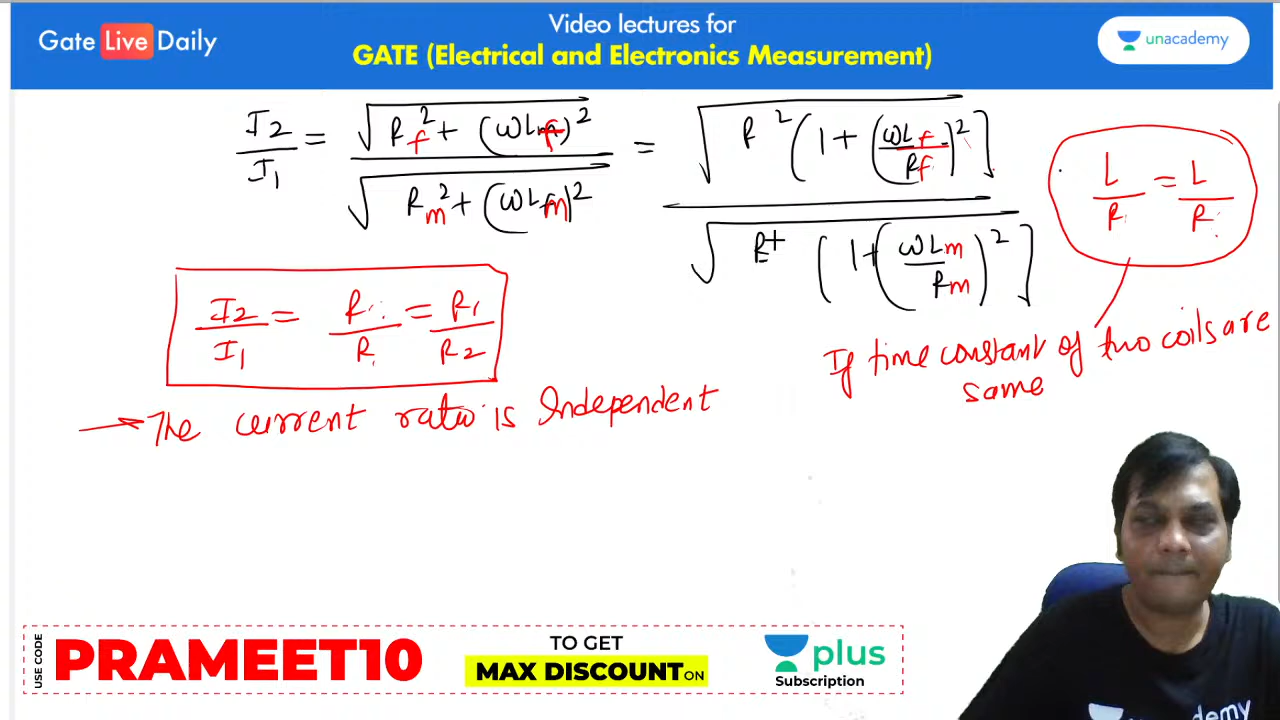 Gate Live Daily
Video lectures for
GATE (Electrical and Electronics Measurement)
unacademy
I2/I1 = √(Rf² + (ωLf)²) / √(Rm² + (ωLm)²) = √(R² (1 + (ωLf/Rf)²]) / √(R+ (1 + (ωLm/Rm)²])
L/R = L/R
I2/I1 = R/R = R1/R2
If time constant of two coils are
same
→ The current ratio is Independent
USE CODE
PRAMEET10
TO GET
MAX DISCOUNT ON
plus
Subscription
unacademy